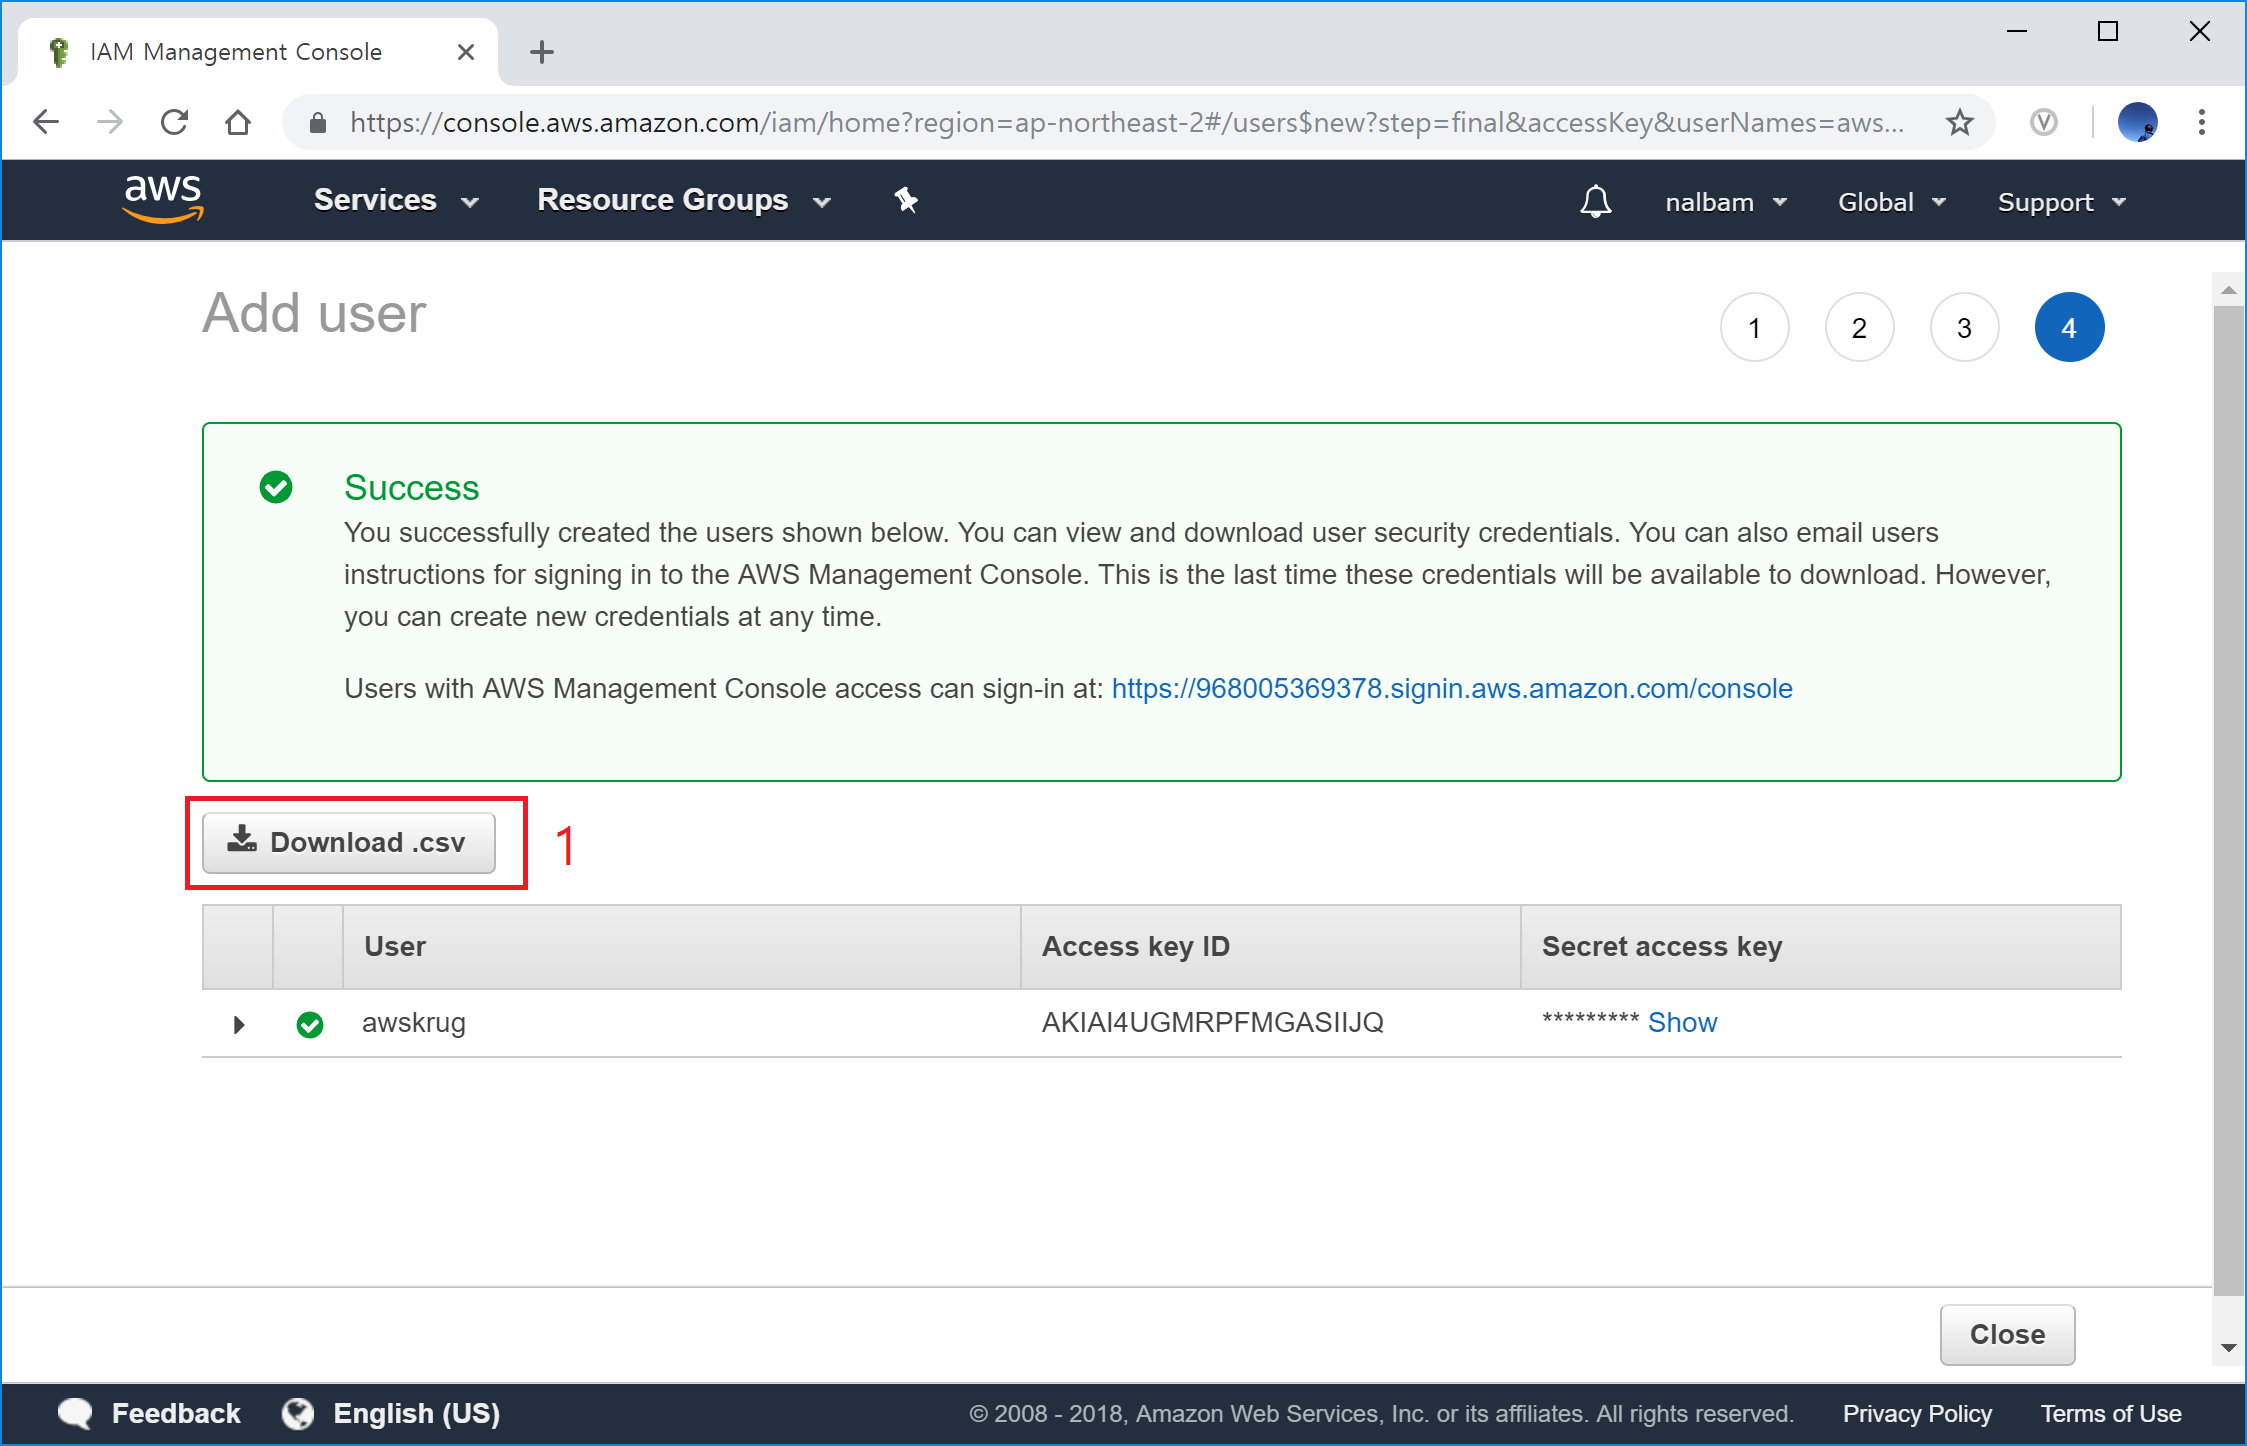 IAM Management Console
https://console.aws.amazon.com/iam/home?region=ap-northeast-2#/users$new?step=final&accessKey&userNames=aws...
aws Services Resource Groups nalbam Global Support
Add user
1 2 3 4
Success
You successfully created the users shown below. You can view and download user security credentials. You can also email users
instructions for signing in to the AWS Management Console. This is the last time these credentials will be available to download. However,
you can create new credentials at any time.
Users with AWS Management Console access can sign-in at: https://968005369378.signin.aws.amazon.com/console
Download .csv 1
User Access key ID Secret access key
awskrug AKIAI4UGMRPFMGASIIJQ ********* Show
Close
Feedback English (US) © 2008 - 2018, Amazon Web Services, Inc. or its affiliates. All rights reserved. Privacy Policy Terms of Use